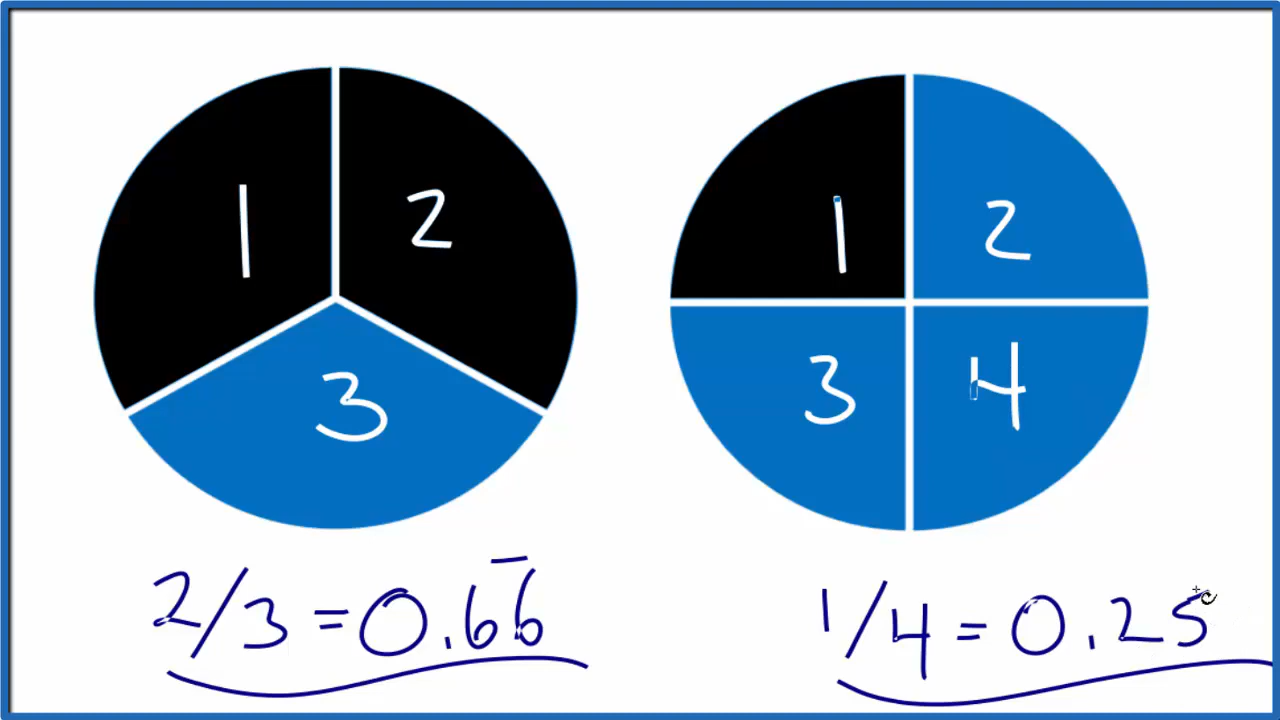 1 2
3
1 2
3 4
2/3 = 0.66̅
1/4 = 0.25